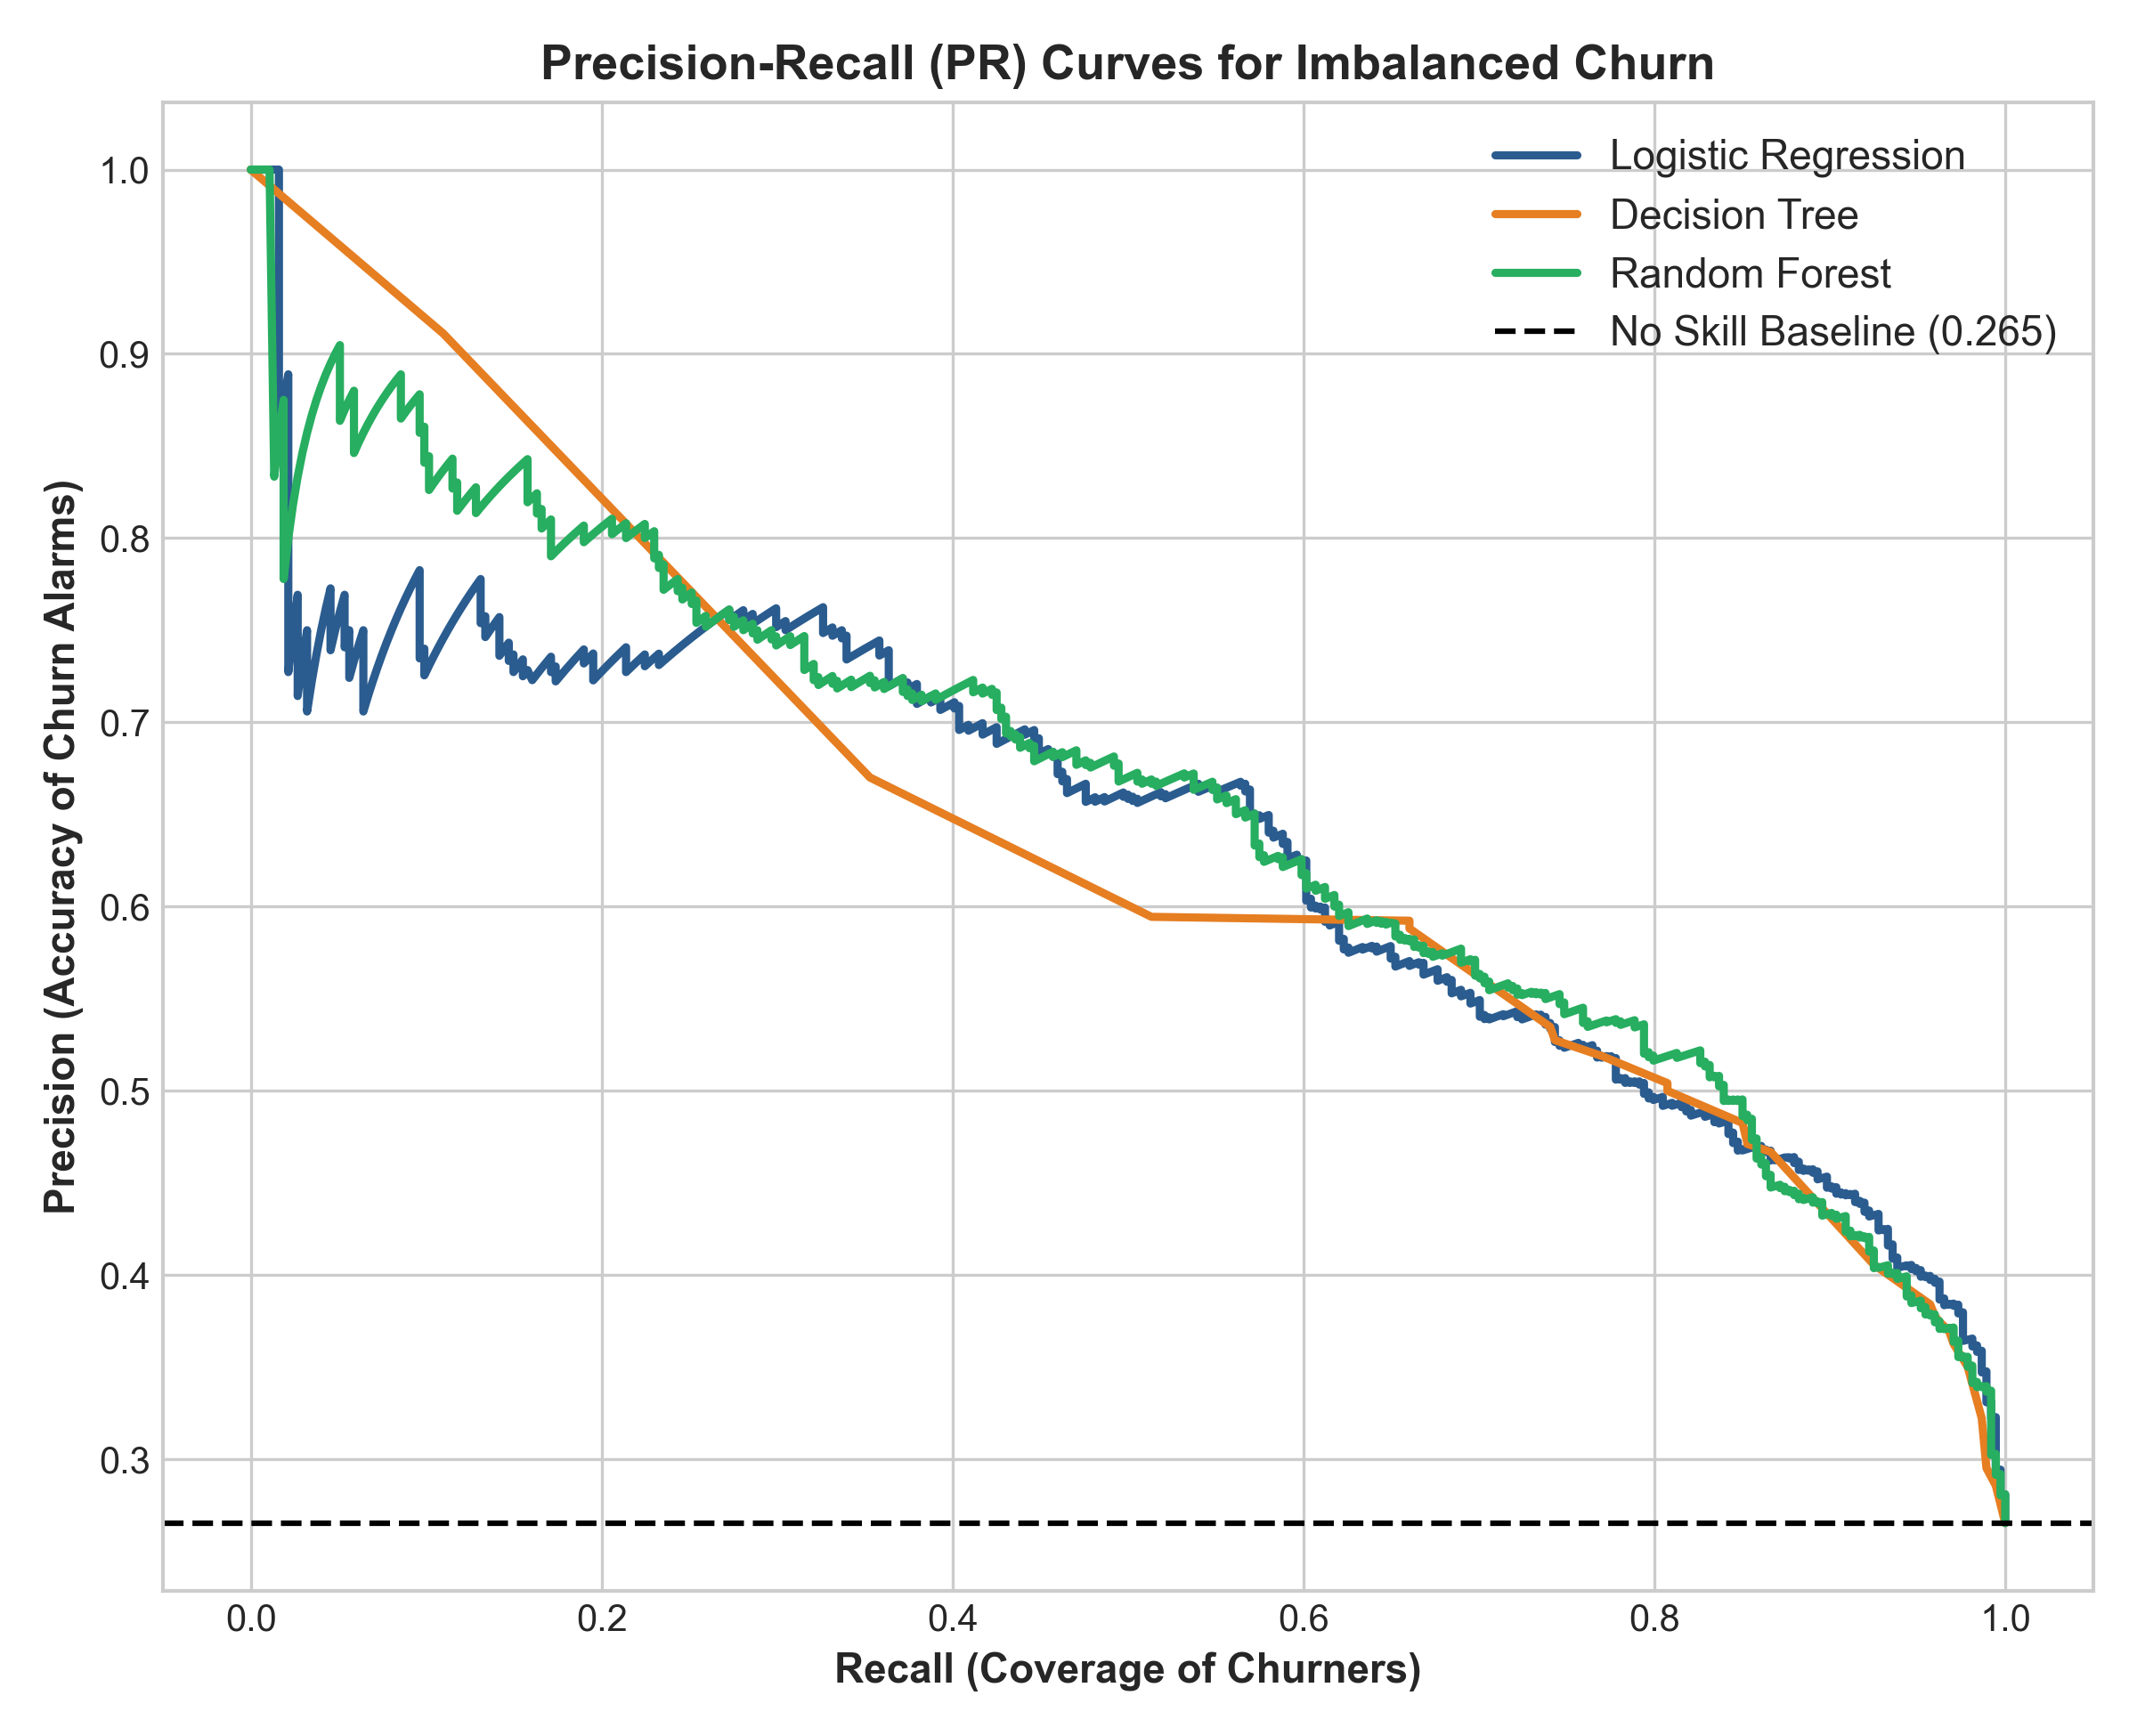 Precision-Recall (PR) Curves for Imbalanced Churn
Logistic Regression
Decision Tree
Random Forest
No Skill Baseline (0.265)
Precision (Accuracy of Churn Alarms)
1.0
0.9
0.8
0.7
0.6
0.5
0.4
0.3
0.0 0.2 0.4 0.6 0.8 1.0
Recall (Coverage of Churners)